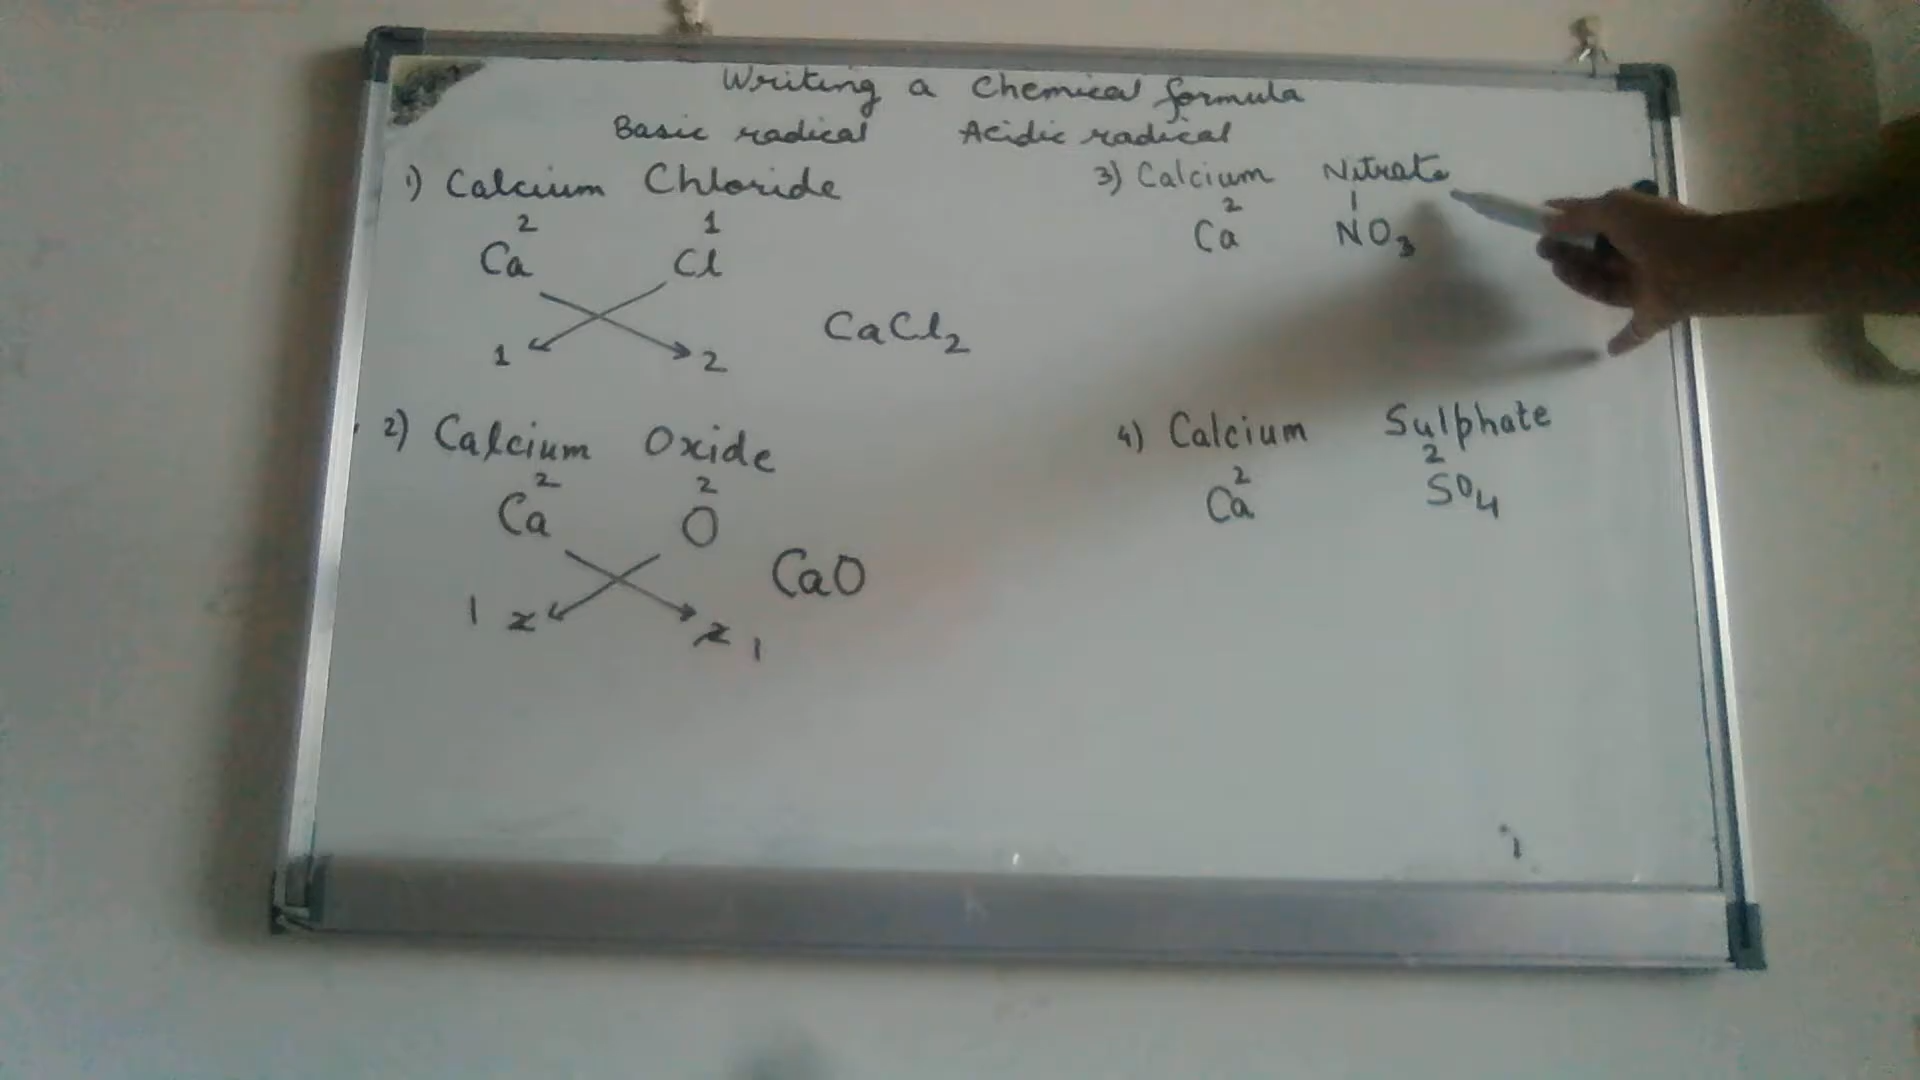 Writing a Chemical formula
Basic radical Acidic radical
1) Calcium Chloride
2 1
Ca Cl
1 2
CaCl2
2) Calcium Oxide
2 2
Ca O
1 2 2 1
CaO
3) Calcium Nitrate
2 1
Ca NO3
4) Calcium Sulphate
2 2
Ca SO4